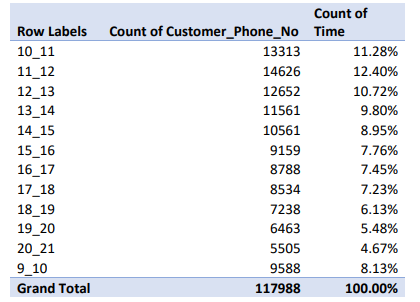 Count of
Row Labels Count of Customer_Phone_No Time
10_11 13313 11.28%
11_12 14626 12.40%
12_13 12652 10.72%
13_14 11561 9.80%
14_15 10561 8.95%
15_16 9159 7.76%
16_17 8788 7.45%
17_18 8534 7.23%
18_19 7238 6.13%
19_20 6463 5.48%
20_21 5505 4.67%
9_10 9588 8.13%
Grand Total 117988 100.00%